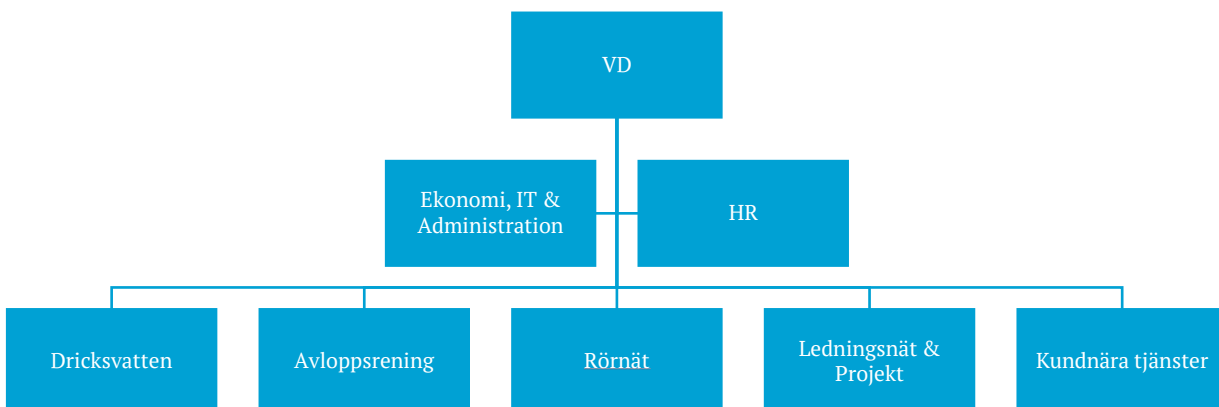 VD
Ekonomi, IT &
Administration
HR
Dricksvatten
Avloppsrening
Rörnät
Ledningsnät &
Projekt
Kundnära tjänster